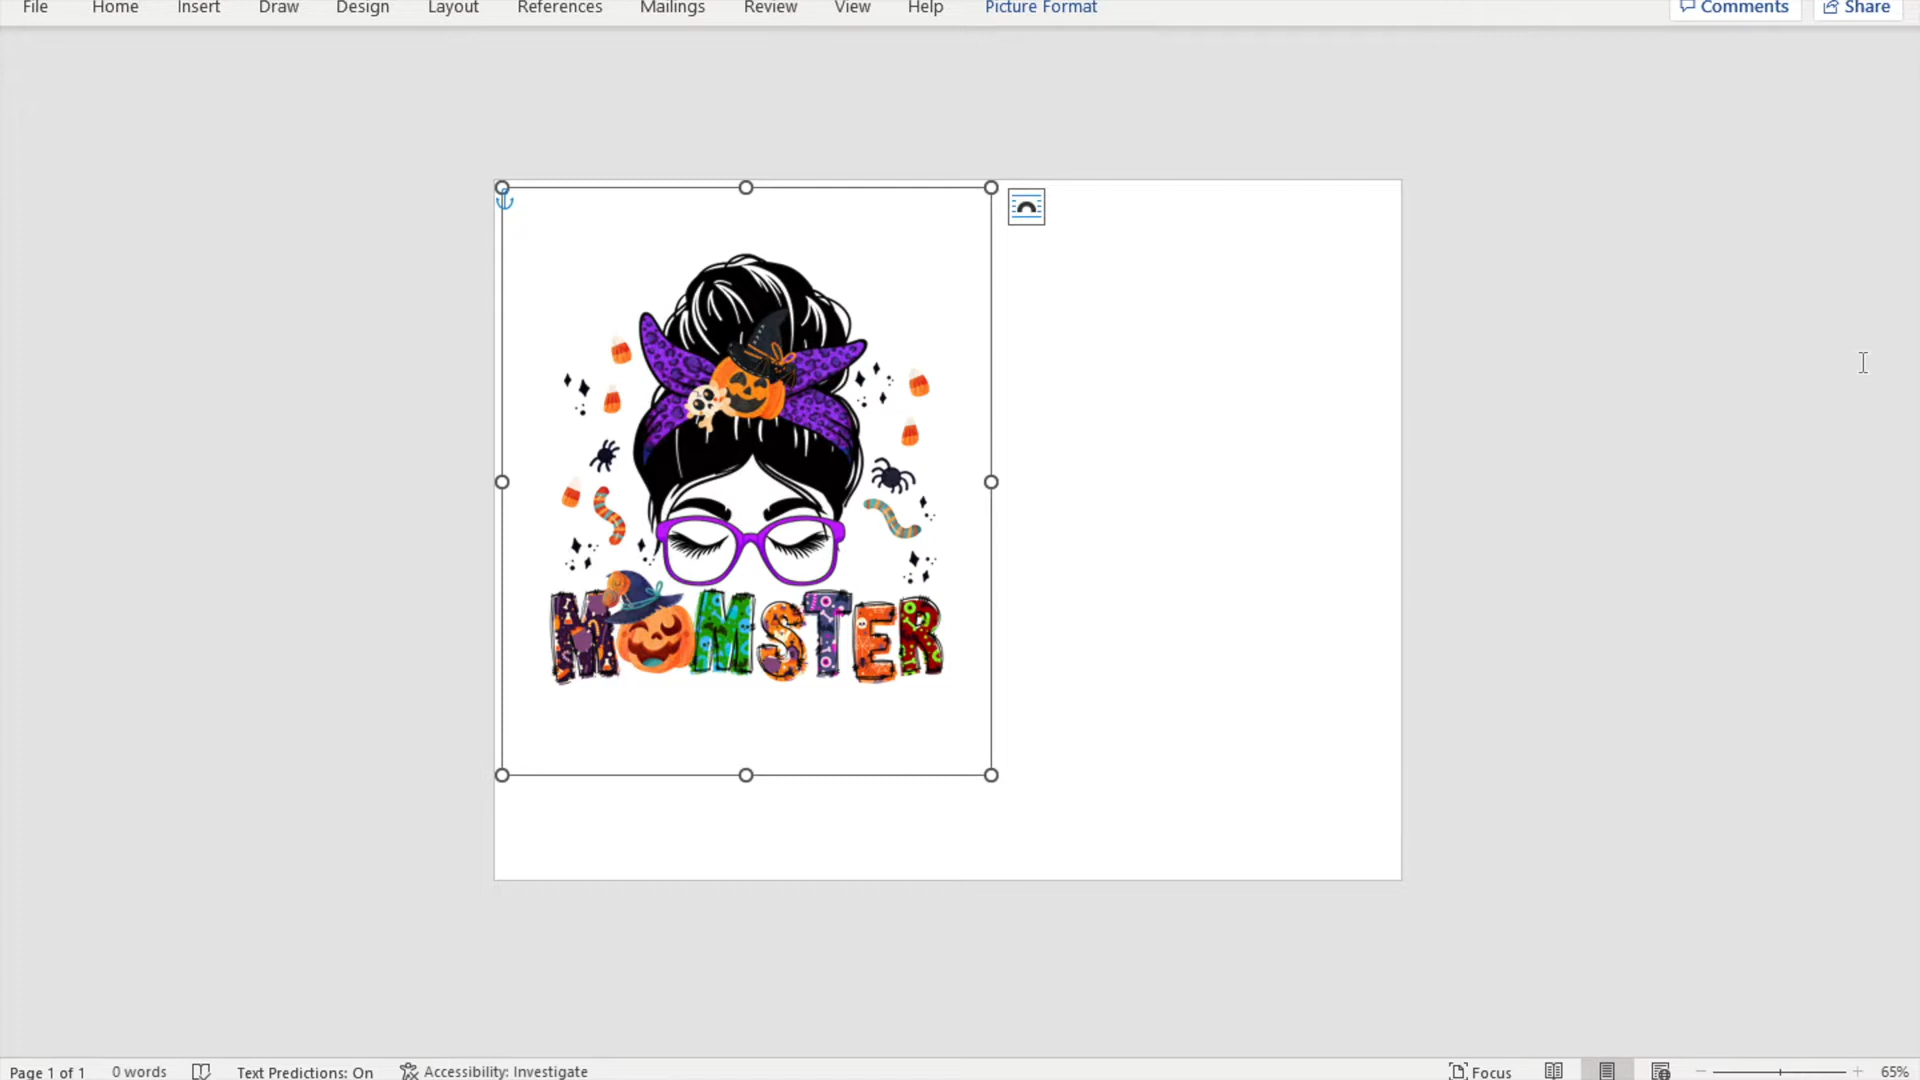 File Home Insert Draw Design Layout References Mailings Review View Help Picture Format Comments Share
MOMSTER
Page 1 of 1 0 words Text Predictions: On Accessibility: Investigate Focus 65%